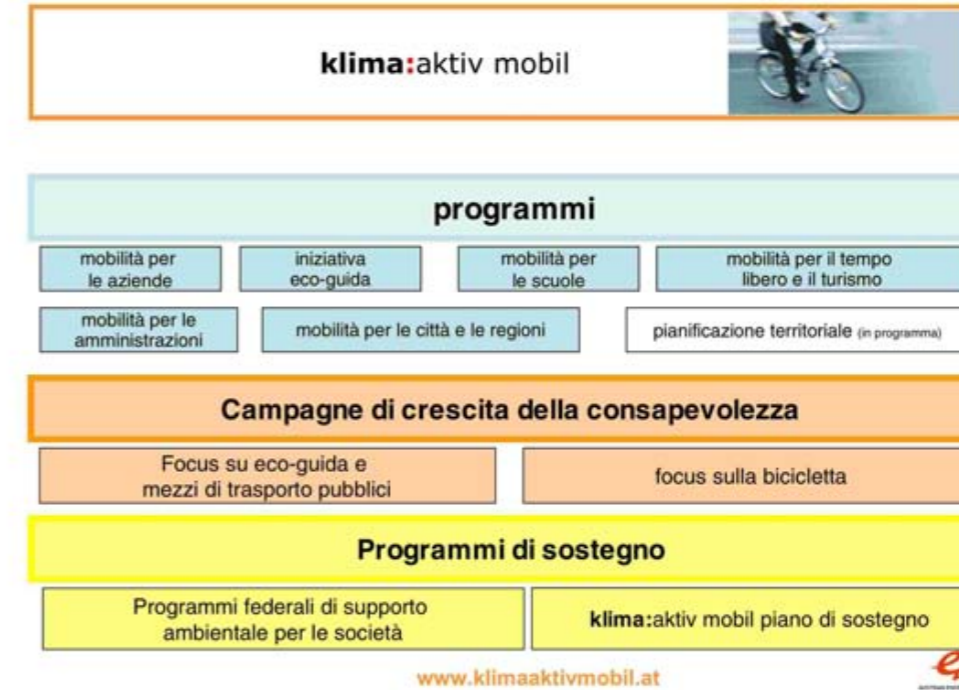 klima:aktiv mobil
programmi
mobilità per
le aziende
iniziativa
eco-guida
mobilità per
le scuole
mobilità per il tempo
libero e il turismo
mobilità per le
amministrazioni
mobilità per le città e le regioni
pianificazione territoriale (in programma)
Campagne di crescita della consapevolezza
Focus su eco-guida e
mezzi di trasporto pubblici
focus sulla bicicletta
Programmi di sostegno
Programmi federali di supporto
ambientale per le società
klima:aktiv mobil piano di sostegno
www.klimaaktivmobil.at